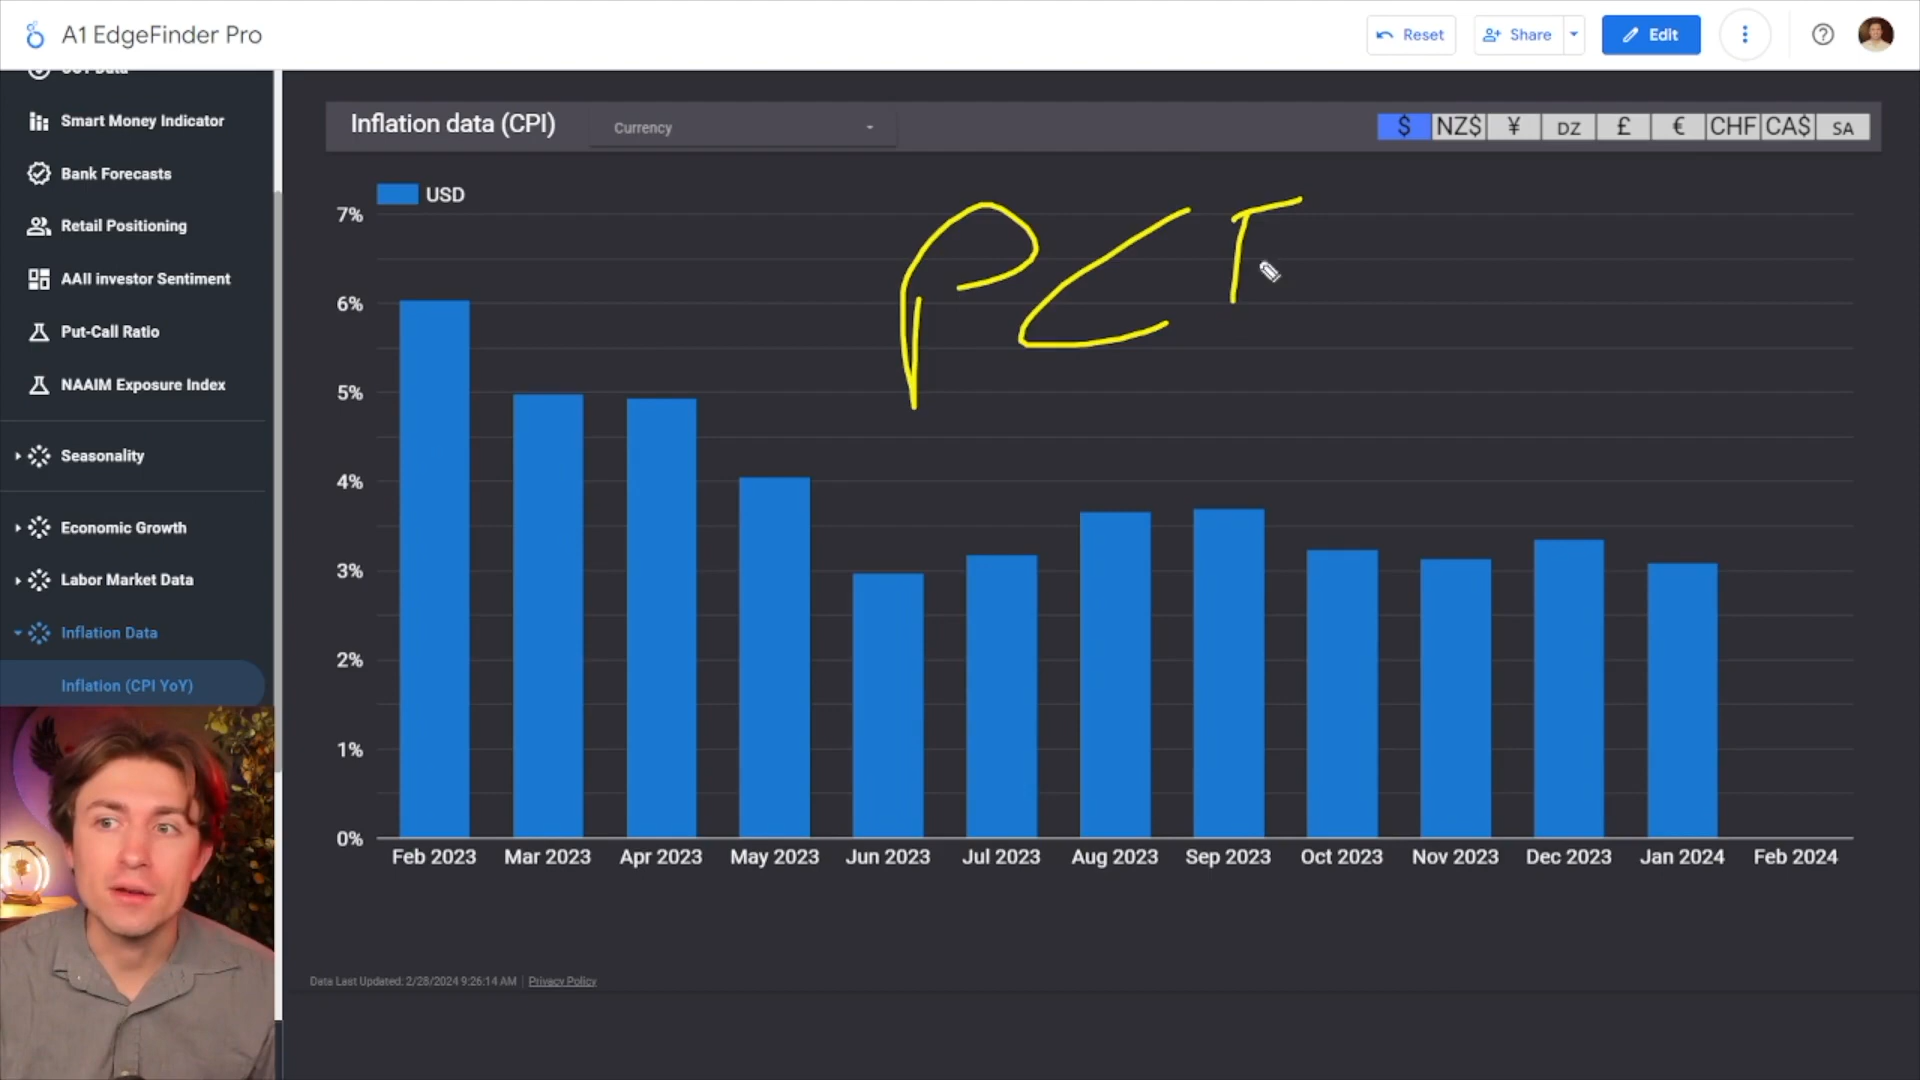 A1 EdgeFinder Pro
Reset
Share
Edit
Smart Money Indicator
Bank Forecasts
Retail Positioning
AAII investor Sentiment
Put-Call Ratio
NAAIM Exposure Index
Seasonality
Economic Growth
Labor Market Data
Inflation Data
Inflation (CPI YoY)
Inflation data (CPI)
Currency
$ NZ$ ¥ DZ £ € CHF CA$ SA
USD
7%
6%
5%
4%
3%
2%
1%
0%
Feb 2023 Mar 2023 Apr 2023 May 2023 Jun 2023 Jul 2023 Aug 2023 Sep 2023 Oct 2023 Nov 2023 Dec 2023 Jan 2024 Feb 2024
Data Last Updated: 2/28/2024 9:26:14 AM | Privacy Policy